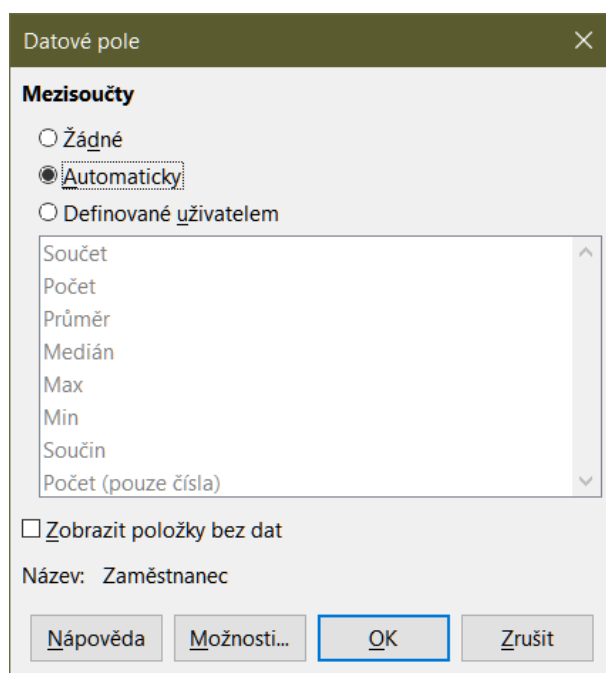 Datové pole
Mezisoučty
Žádné
Automaticky
Definované uživatelem
Součet
Počet
Průměr
Medián
Max
Min
Součin
Počet (pouze čísla)
Zobrazit položky bez dat
Název: Zaměstnanec
Nápověda Možnosti... OK Zrušit